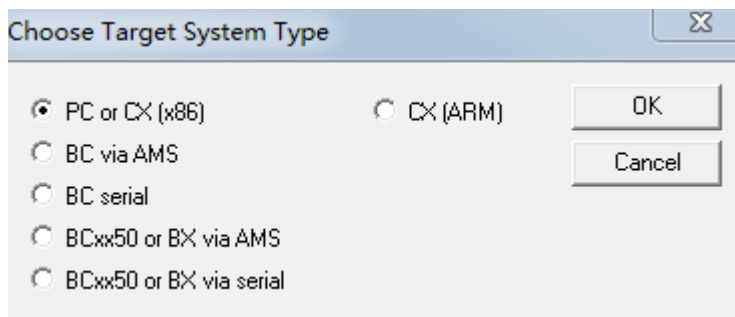 Choose Target System Type
PC or CX (x86)
CX (ARM)
OK
BC via AMS
Cancel
BC serial
BCxx50 or BX via AMS
BCxx50 or BX via serial